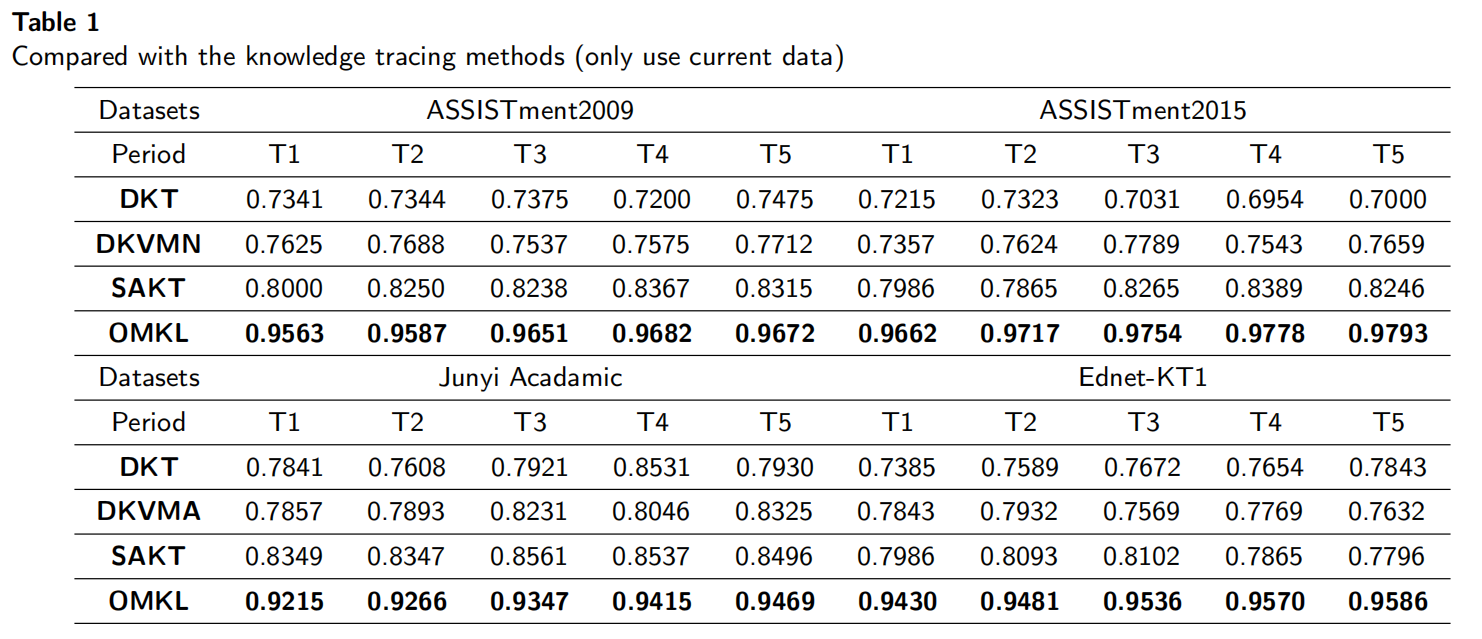 Table 1
Compared with the knowledge tracing methods (only use current data)
Datasets ASSISTment2009 ASSISTment2015
Period T1 T2 T3 T4 T5 T1 T2 T3 T4 T5
DKT 0.7341 0.7344 0.7375 0.7200 0.7475 0.7215 0.7323 0.7031 0.6954 0.7000
DKVMN 0.7625 0.7688 0.7537 0.7575 0.7712 0.7357 0.7624 0.7789 0.7543 0.7659
SAKT 0.8000 0.8250 0.8238 0.8367 0.8315 0.7986 0.7865 0.8265 0.8389 0.8246
OMKL 0.9563 0.9587 0.9651 0.9682 0.9672 0.9662 0.9717 0.9754 0.9778 0.9793
Datasets Junyi Acadamic Ednet-KT1
Period T1 T2 T3 T4 T5 T1 T2 T3 T4 T5
DKT 0.7841 0.7608 0.7921 0.8531 0.7930 0.7385 0.7589 0.7672 0.7654 0.7843
DKVMA 0.7857 0.7893 0.8231 0.8046 0.8325 0.7843 0.7932 0.7569 0.7769 0.7632
SAKT 0.8349 0.8347 0.8561 0.8537 0.8496 0.7986 0.8093 0.8102 0.7865 0.7796
OMKL 0.9215 0.9266 0.9347 0.9415 0.9469 0.9430 0.9481 0.9536 0.9570 0.9586